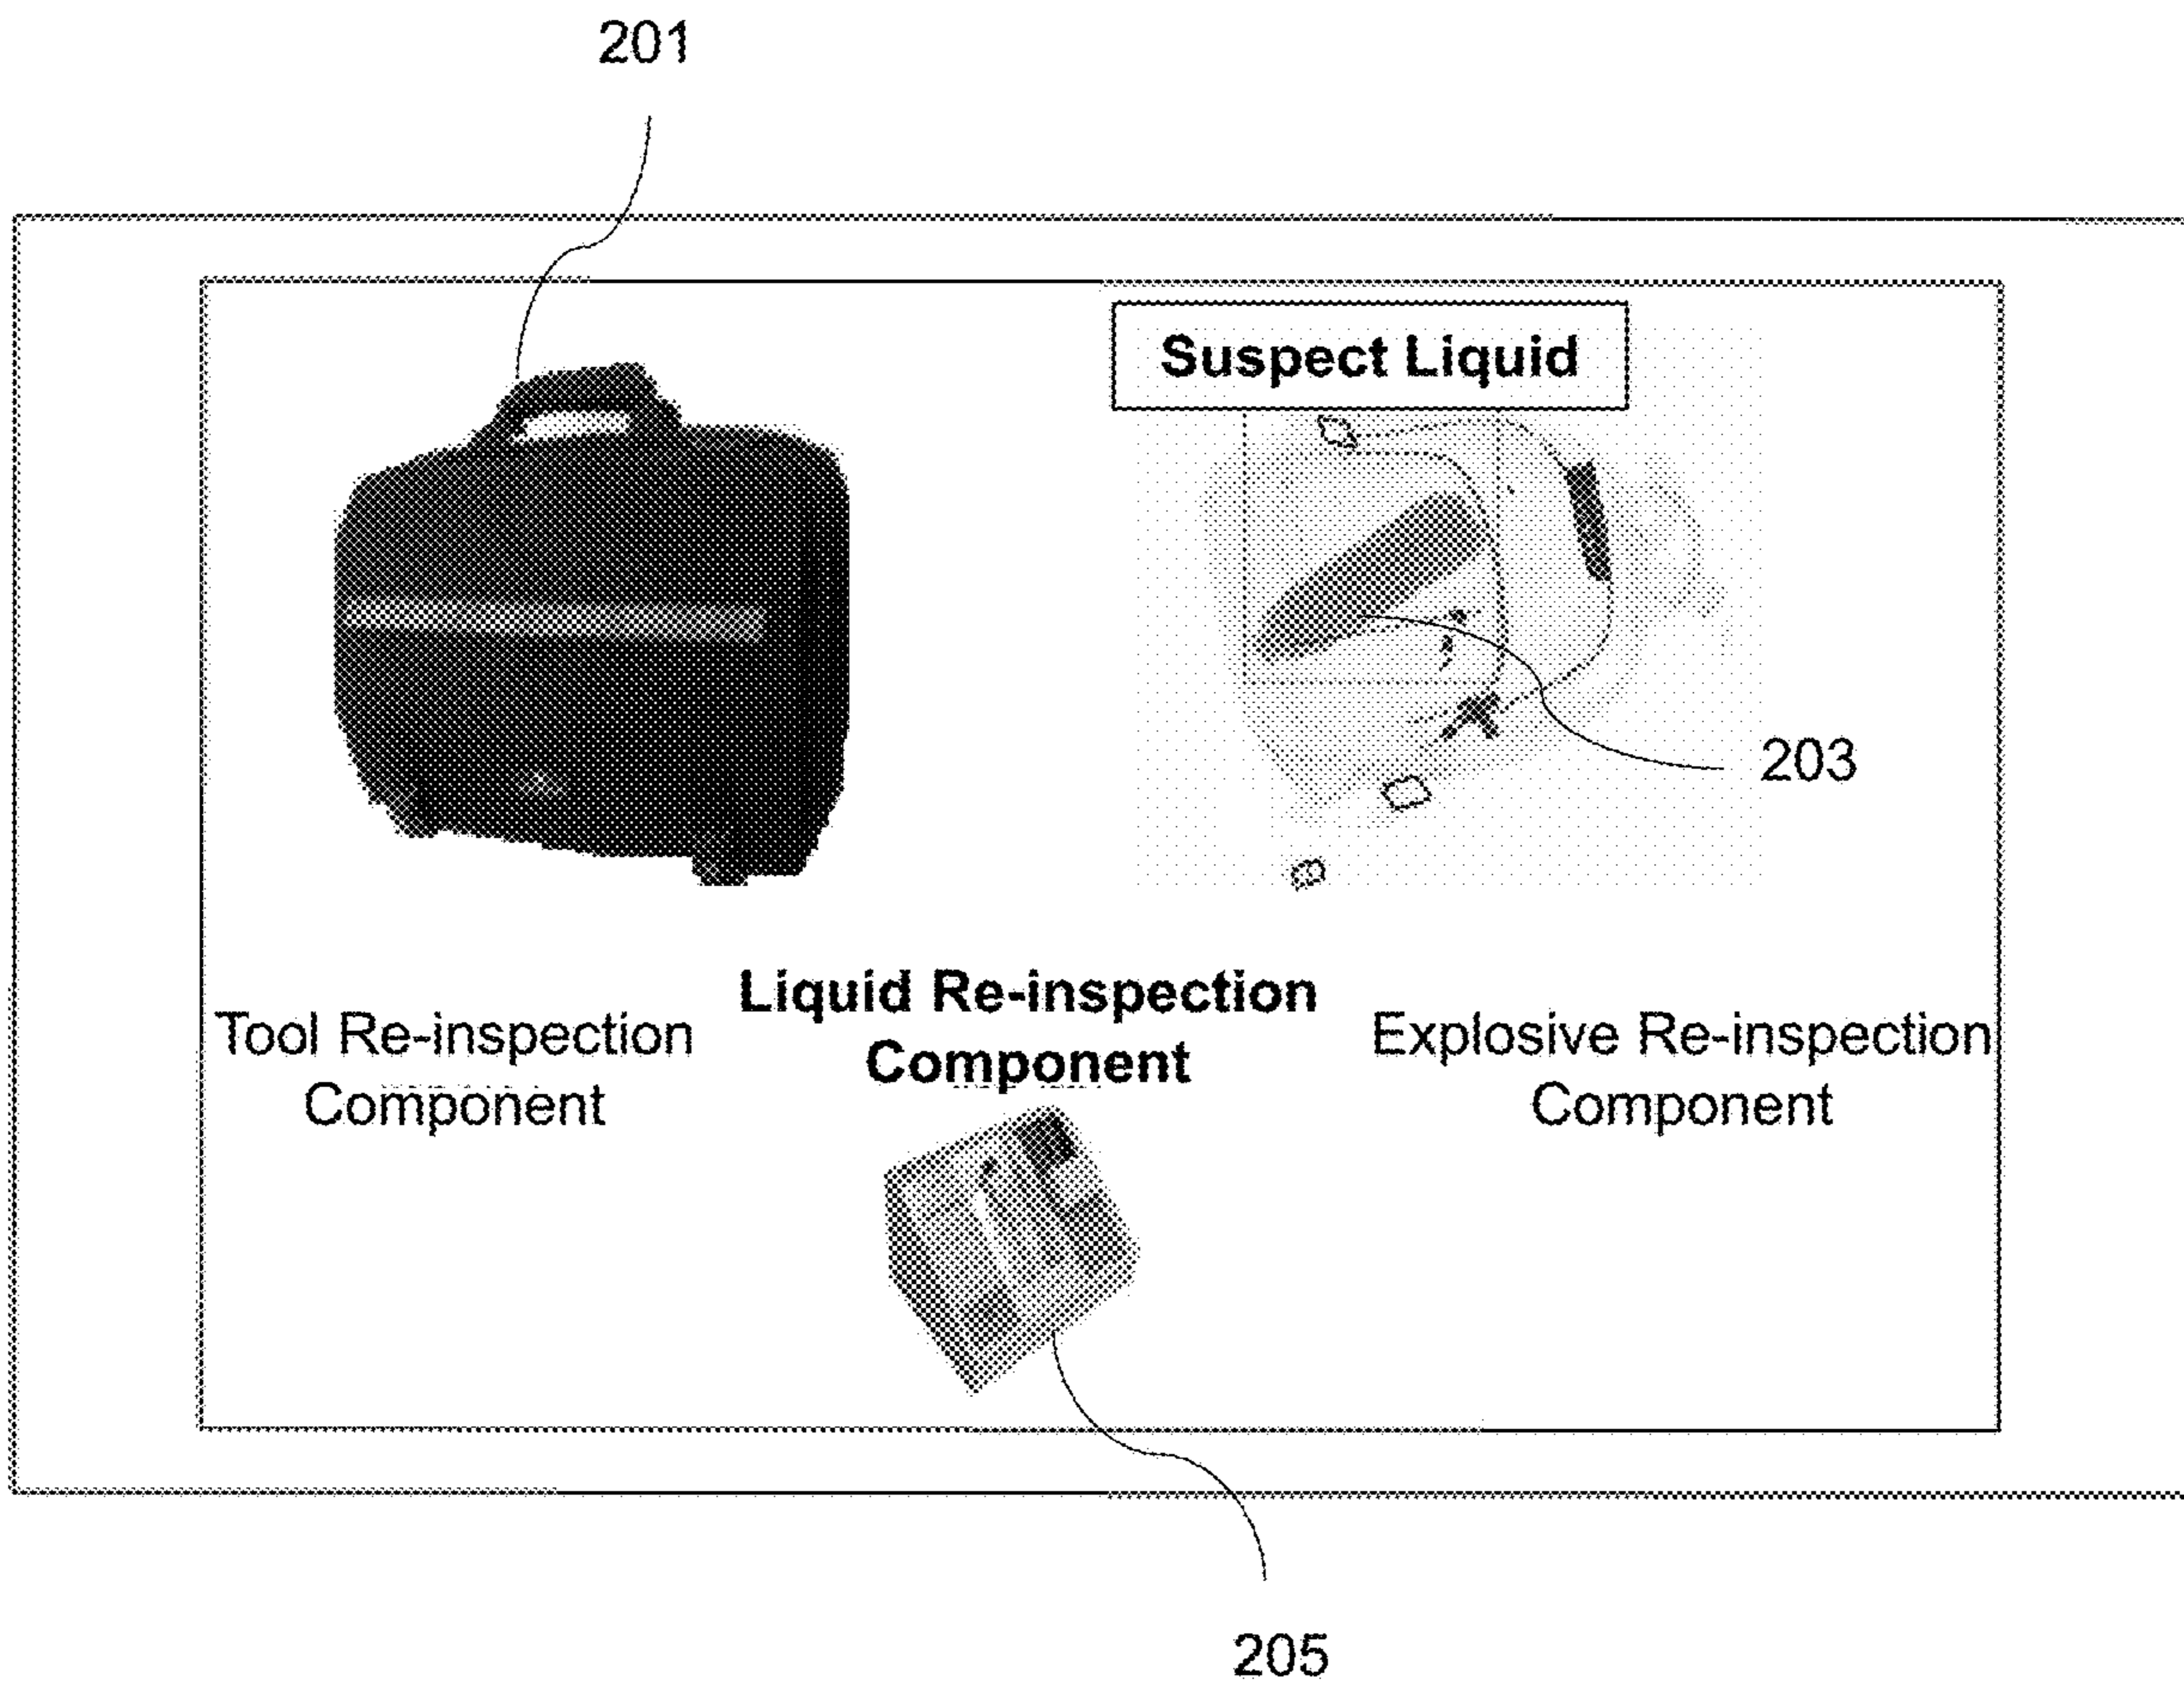 201
Suspect Liquid
203
Liquid Re-inspection
Component
Tool Re-inspection
Component
Explosive Re-inspection
Component
205